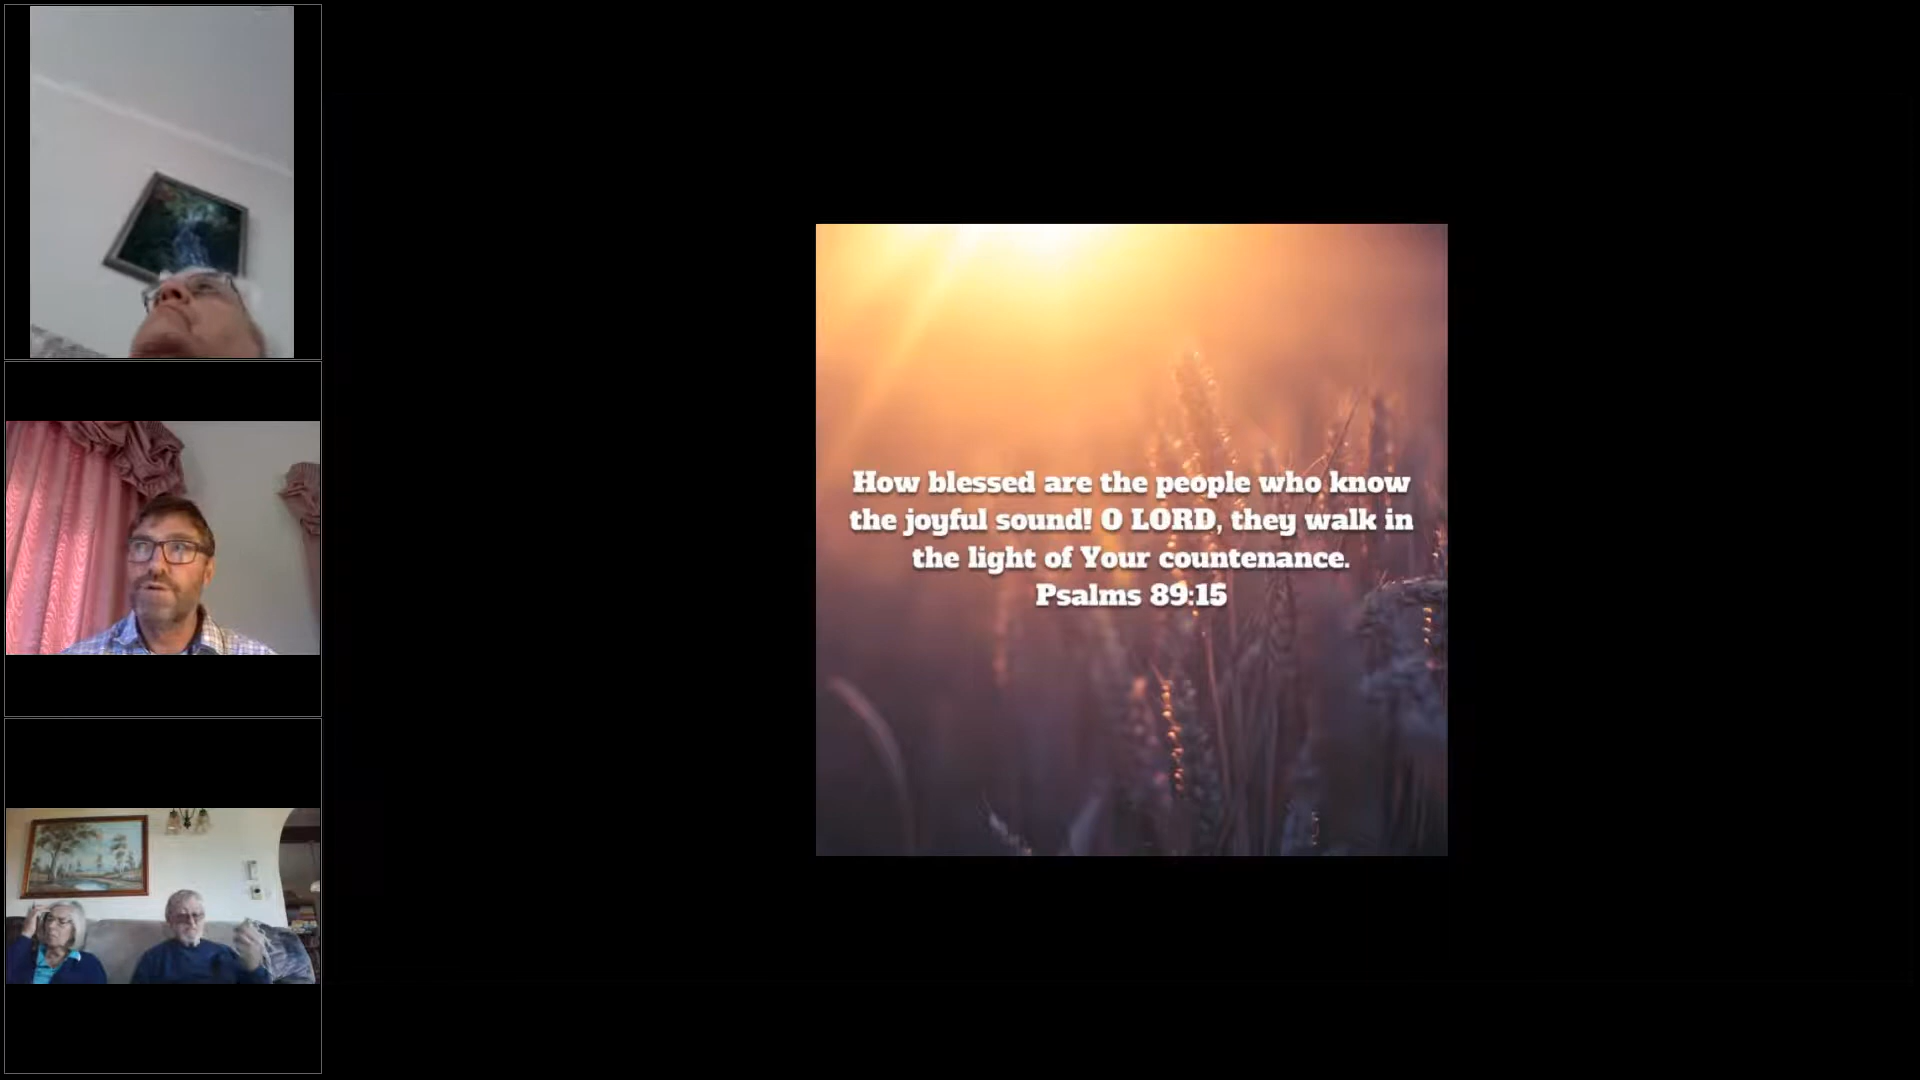 How blessed are the people who know
the joyful sound! O LORD, they walk in
the light of Your countenance.
Psalms 89:15